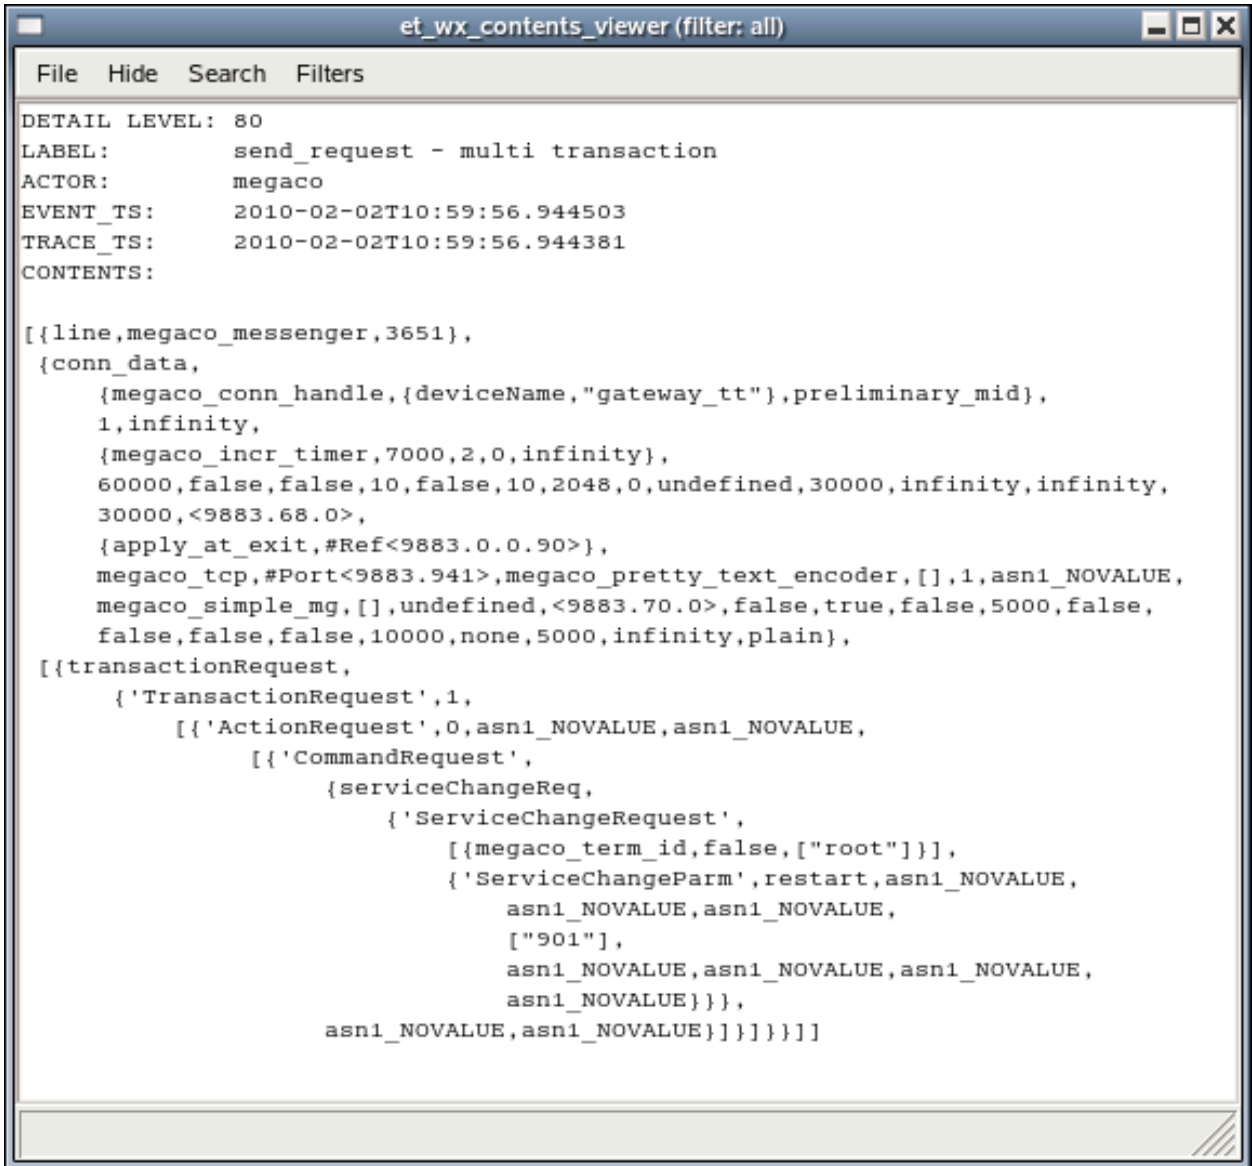 et_wx_contents_viewer (filter: all)
File Hide Search Filters
DETAIL LEVEL: 80
LABEL:        send_request - multi transaction
ACTOR:        megaco
EVENT_TS:     2010-02-02T10:59:56.944503
TRACE_TS:     2010-02-02T10:59:56.944381
CONTENTS:

[{line,megaco_messenger,3651},
 {conn_data,
     {megaco_conn_handle,{deviceName,"gateway_tt"},preliminary_mid},
     1,infinity,
     {megaco_incr_timer,7000,2,0,infinity},
     60000,false,false,10,false,10,2048,0,undefined,30000,infinity,infinity,
     30000,<9883.68.0>,
     {apply_at_exit,#Ref<9883.0.0.90>},
     megaco_tcp,#Port<9883.941>,megaco_pretty_text_encoder,[],1,asn1_NOVALUE,
     megaco_simple_mg,[],undefined,<9883.70.0>,false,true,false,5000,false,
     false,false,false,10000,none,5000,infinity,plain},
 [{transactionRequest,
      {'TransactionRequest',1,
          [{'ActionRequest',0,asn1_NOVALUE,asn1_NOVALUE,
               [{'CommandRequest',
                    {serviceChangeReq,
                        {'ServiceChangeRequest',
                            [{megaco_term_id,false,["root"]}],
                            {'ServiceChangeParm',restart,asn1_NOVALUE,
                                asn1_NOVALUE,asn1_NOVALUE,
                                ["901"],
                                asn1_NOVALUE,asn1_NOVALUE,asn1_NOVALUE,
                                asn1_NOVALUE}}},
                    asn1_NOVALUE,asn1_NOVALUE}]}]}}]]